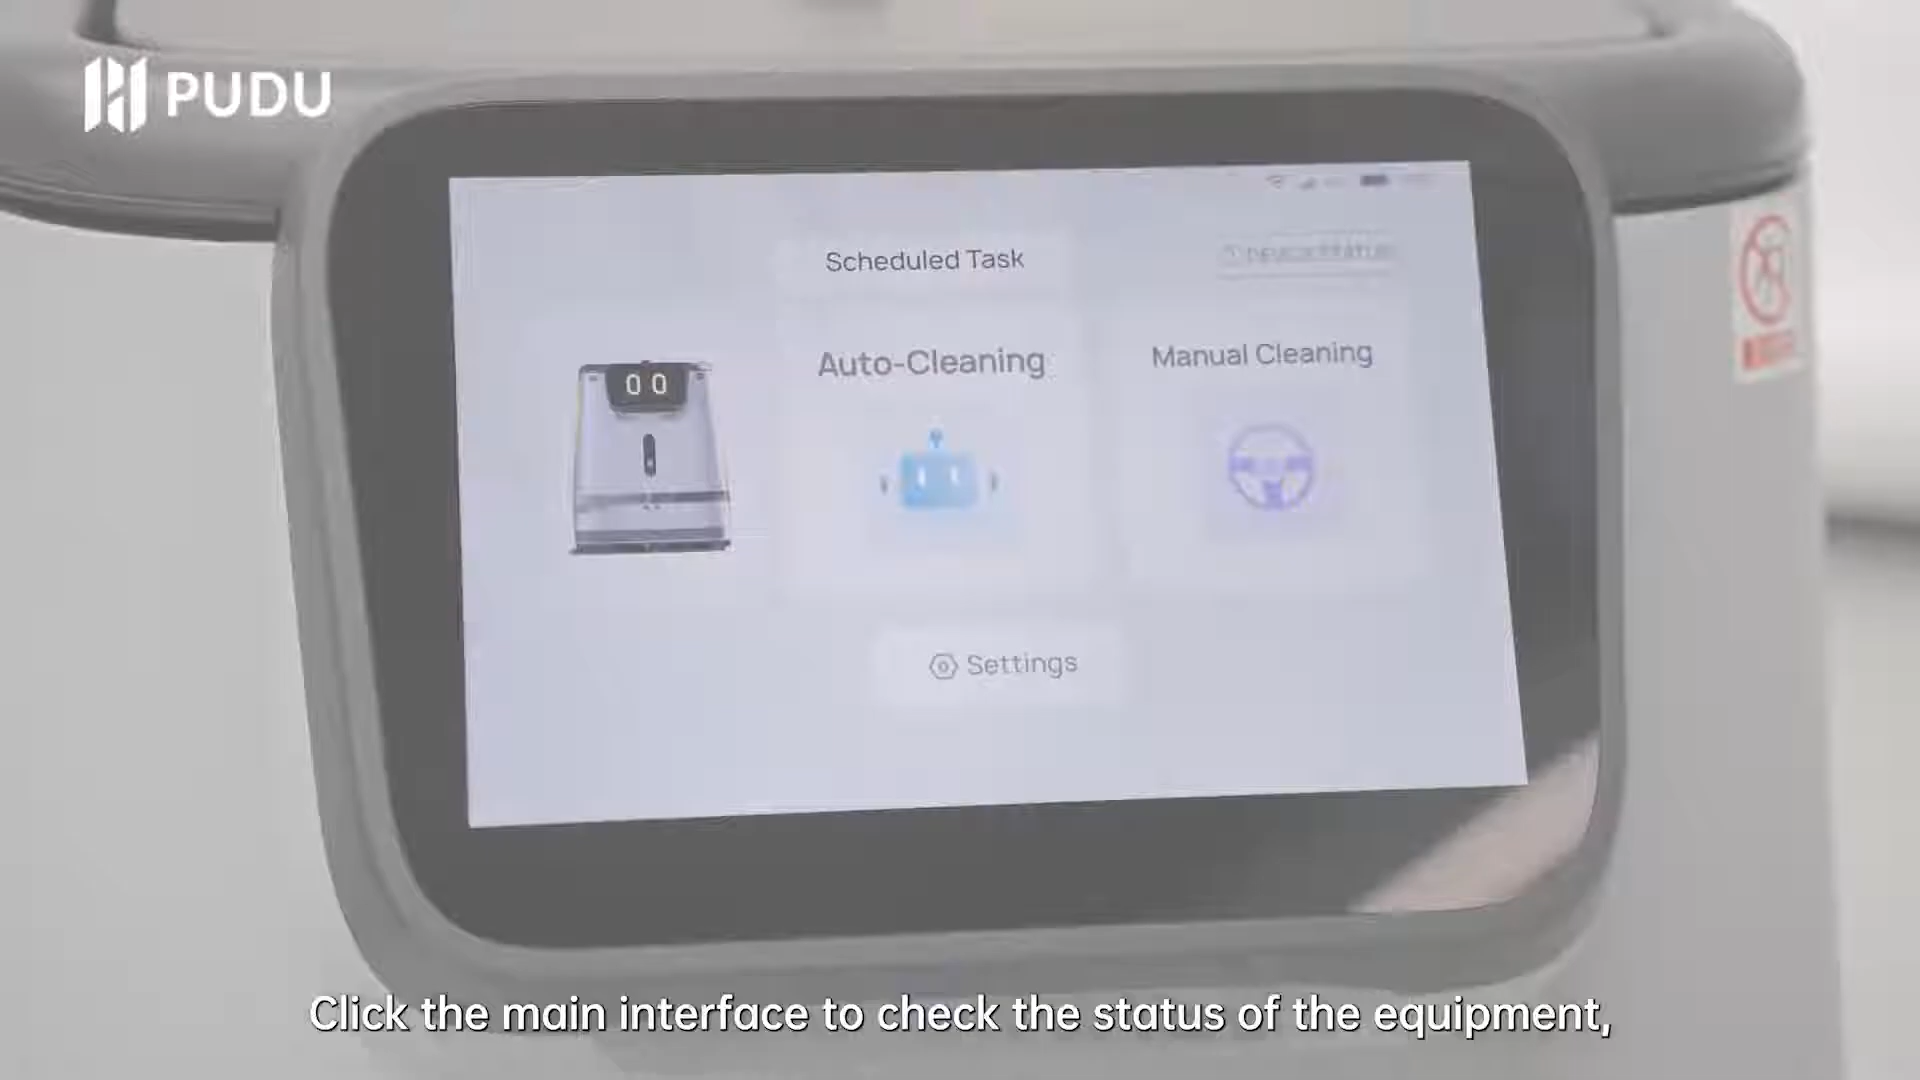 PUDU
Scheduled Task
Auto-Cleaning
Manual Cleaning
Settings
Click the main interface to check the status of the equipment,